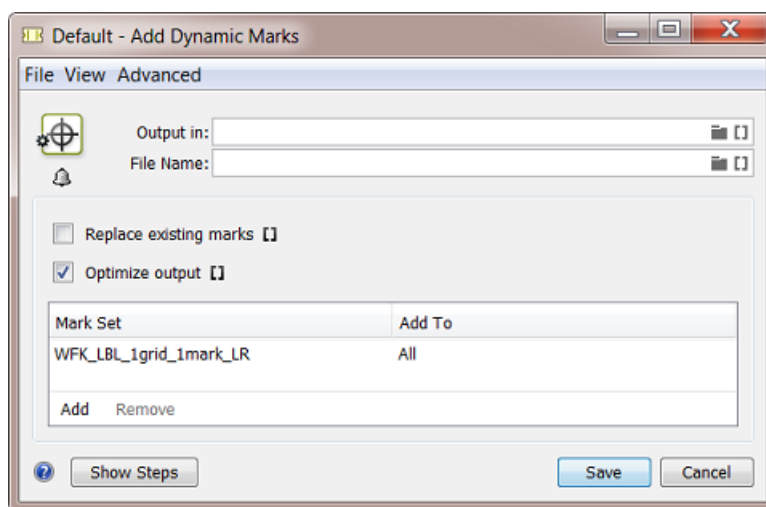 Default - Add Dynamic Marks
File View Advanced
Output in:
File Name:
Replace existing marks []
Optimize output []
Mark Set Add To
WFK_LBL_1grid_1mark_LR All
Add Remove
Show Steps Save Cancel